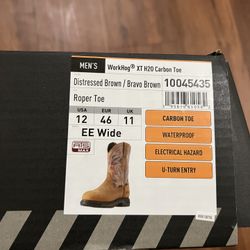 MEN'S WorkHog® XT H2O Carbon Toe
Distressed Brown / Bravo Brown 10045435
Roper Toe
USA EUR UK
12 46 11
EE Wide
CARBON TOE
WATERPROOF
ELECTRICAL HAZARD
U-TURN ENTRY
MAX